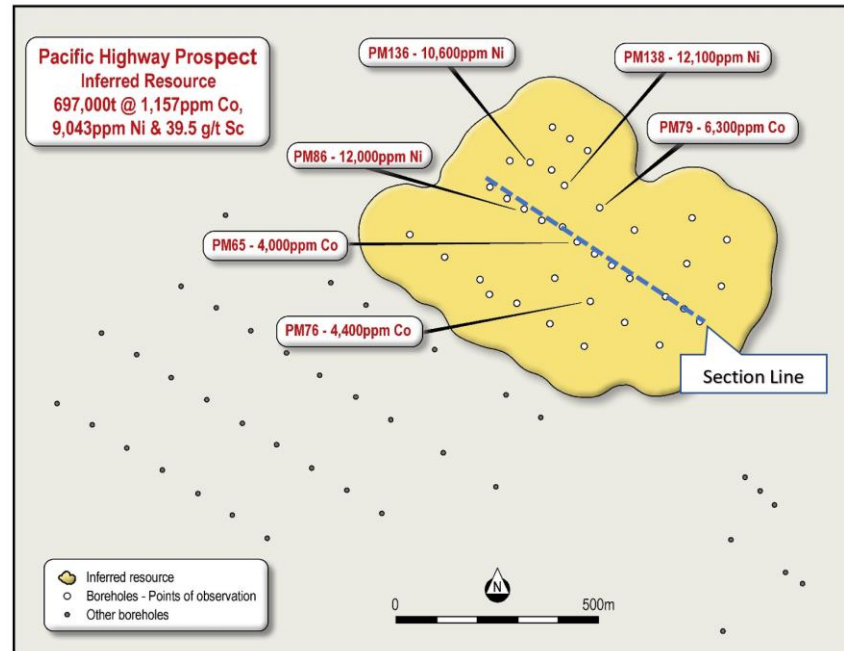 Pacific Highway Prospect
Inferred Resource
697,000t @ 1,157ppm Co,
9,043ppm Ni & 39.5 g/t Sc
PM136 - 10,600ppm Ni
PM138 - 12,100ppm Ni
PM79 - 6,300ppm Co
PM86 - 12,000ppm Ni
PM65 - 4,000ppm Co
PM76 - 4,400ppm Co
Section Line
Inferred resource
Boreholes - Points of observation
Other boreholes
N
0 500m